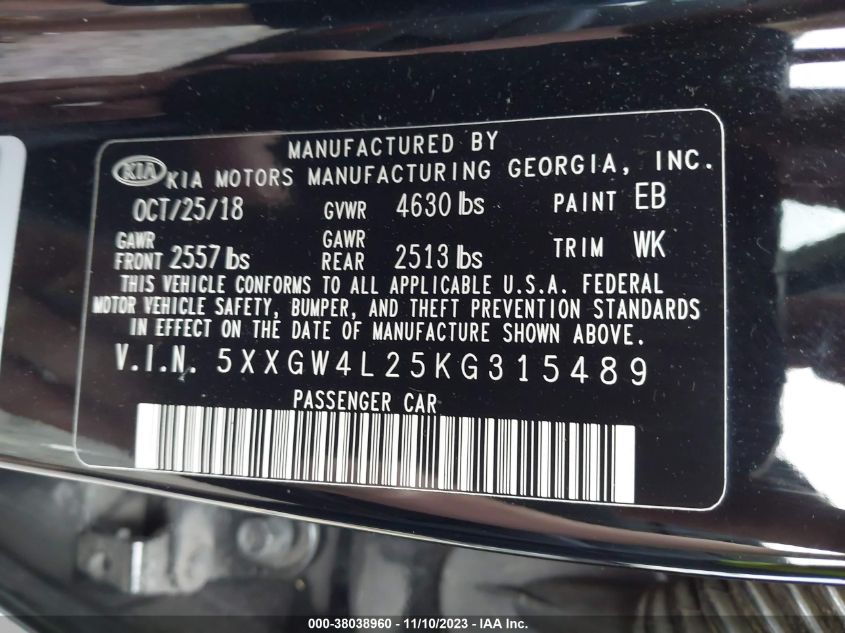 MANUFACTURED BY
KIA KIA MOTORS MANUFACTURING GEORGIA, INC.
OCT/25/18 GVWR 4630 lbs PAINT EB
GAWR FRONT 2557 lbs GAWR REAR 2513 lbs TRIM WK
THIS VEHICLE CONFORMS TO ALL APPLICABLE U.S.A. FEDERAL
MOTOR VEHICLE SAFETY, BUMPER, AND THEFT PREVENTION STANDARDS
IN EFFECT ON THE DATE OF MANUFACTURE SHOWN ABOVE.
V.I.N. 5XXGW4L25KG315489
PASSENGER CAR
000-38038960 - 11/10/2023 - IAA Inc.